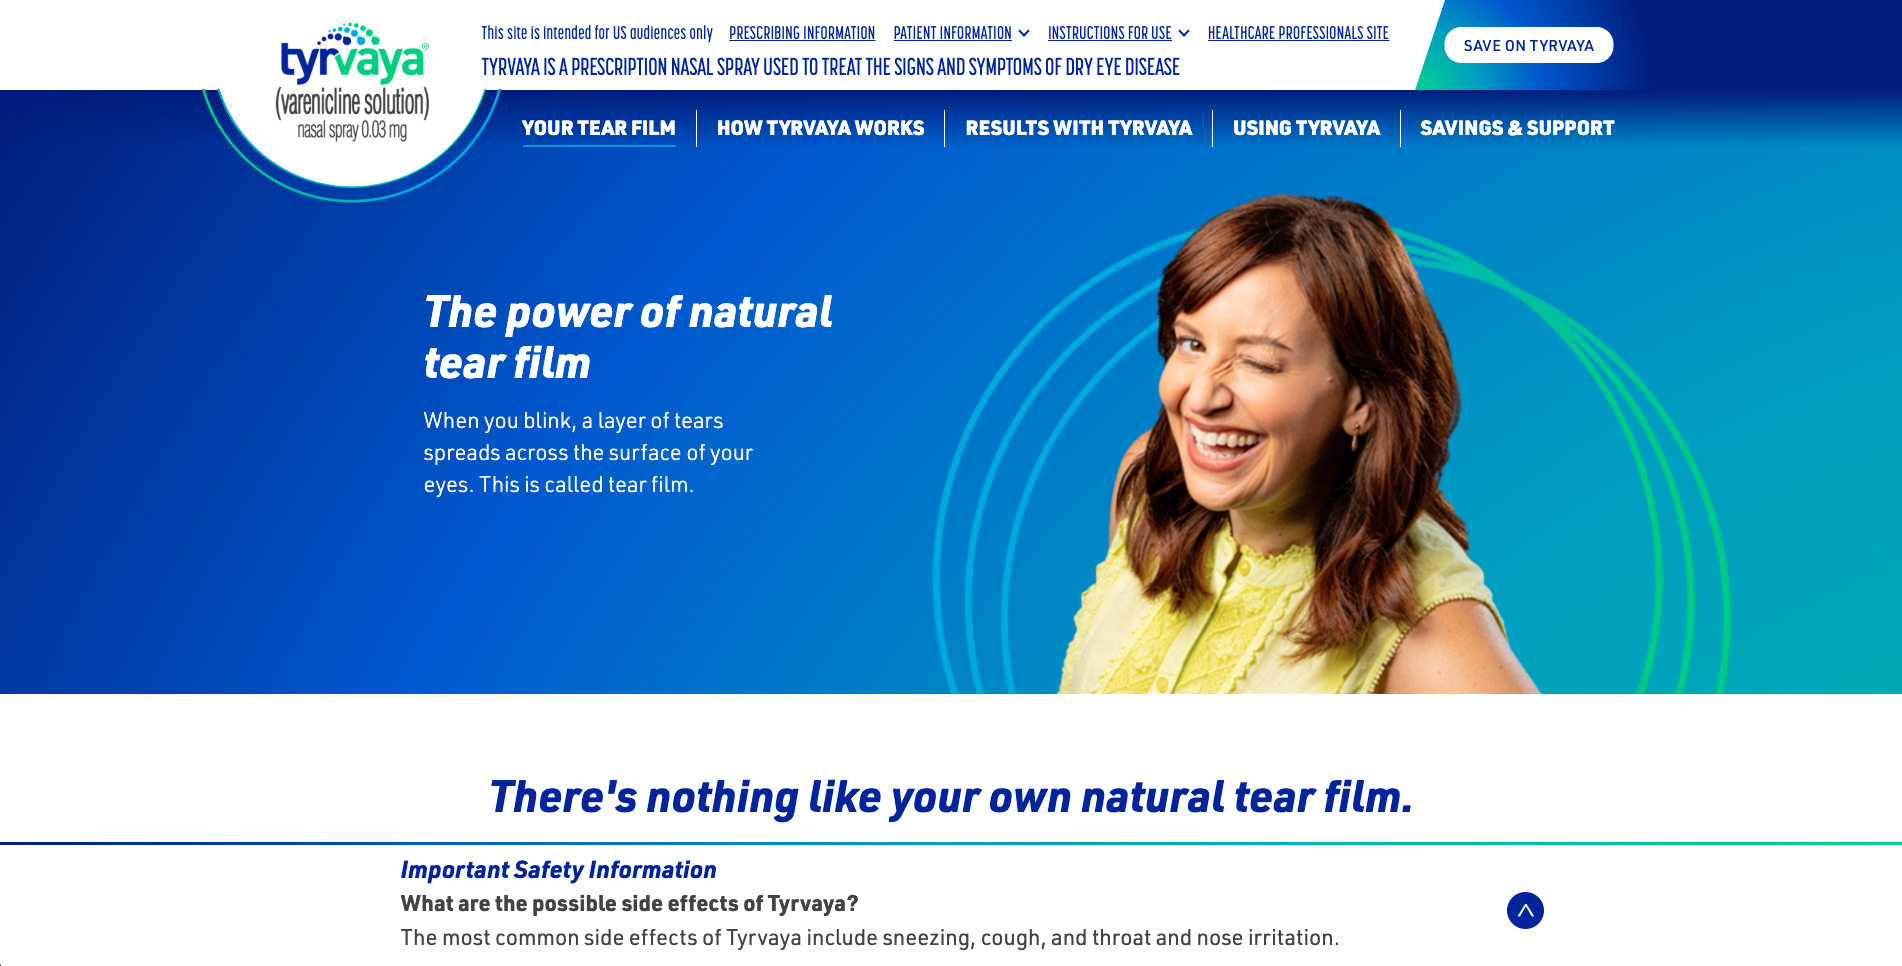 tyrvaya®
(varenicline solution)
nasal spray 0.03 mg
This site is intended for US audiences only PRESCRIBING INFORMATION PATIENT INFORMATION INSTRUCTIONS FOR USE HEALTHCARE PROFESSIONALS SITE
TYRVAYA IS A PRESCRIPTION NASAL SPRAY USED TO TREAT THE SIGNS AND SYMPTOMS OF DRY EYE DISEASE
SAVE ON TYRVAYA
YOUR TEAR FILM HOW TYRVAYA WORKS RESULTS WITH TYRVAYA USING TYRVAYA SAVINGS & SUPPORT
The power of natural
tear film
When you blink, a layer of tears
spreads across the surface of your
eyes. This is called tear film.
There's nothing like your own natural tear film.
Important Safety Information
What are the possible side effects of Tyrvaya?
The most common side effects of Tyrvaya include sneezing, cough, and throat and nose irritation.